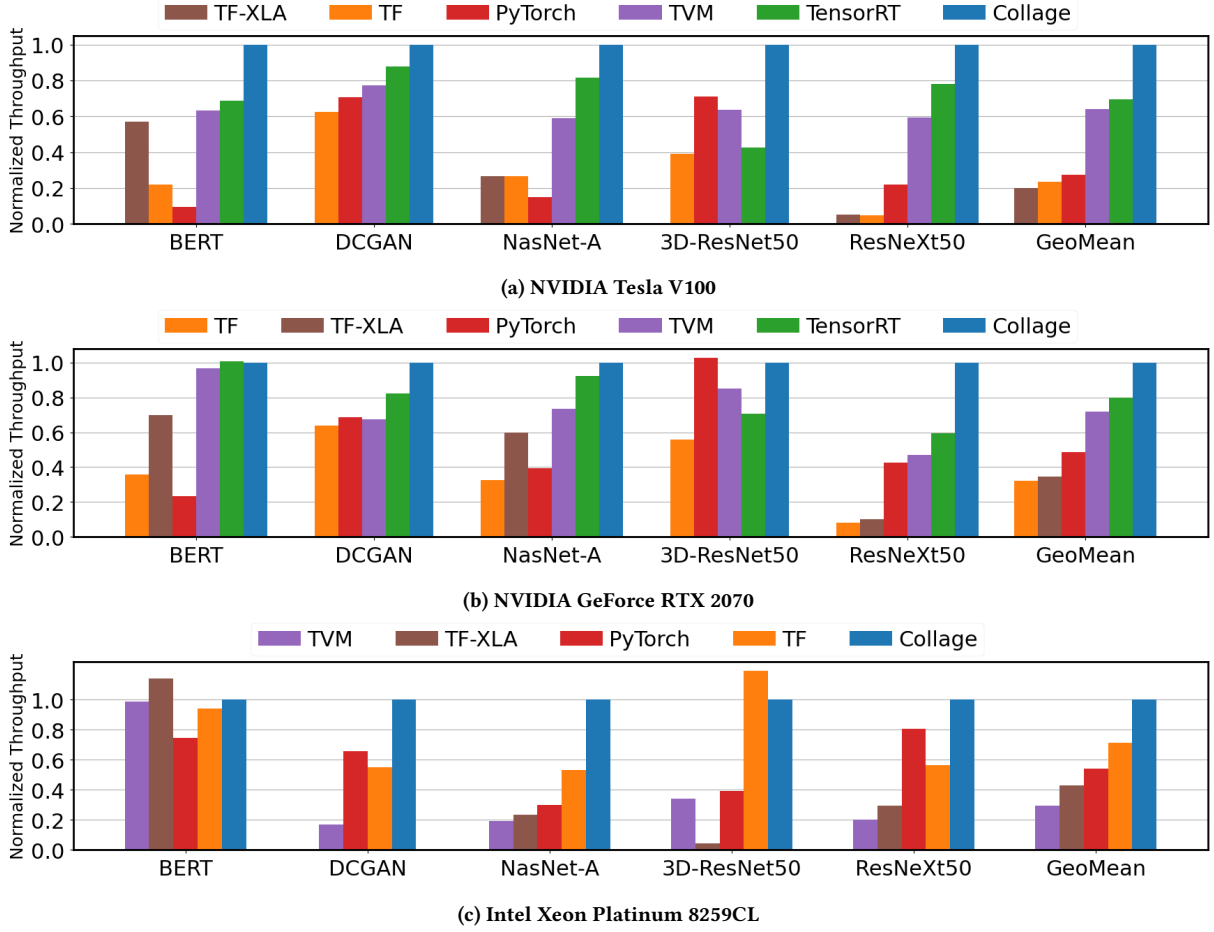 TF-XLA TF PyTorch TVM TensorRT Collage
Normalized Throughput
1.0
0.8
0.6
0.4
0.2
0.0
BERT DCGAN NasNet-A 3D-ResNet50 ResNeXt50 GeoMean
(a) NVIDIA Tesla V100
TF TF-XLA PyTorch TVM TensorRT Collage
Normalized Throughput
1.0
0.8
0.6
0.4
0.2
0.0
BERT DCGAN NasNet-A 3D-ResNet50 ResNeXt50 GeoMean
(b) NVIDIA GeForce RTX 2070
TVM TF-XLA PyTorch TF Collage
Normalized Throughput
1.0
0.8
0.6
0.4
0.2
0.0
BERT DCGAN NasNet-A 3D-ResNet50 ResNeXt50 GeoMean
(c) Intel Xeon Platinum 8259CL